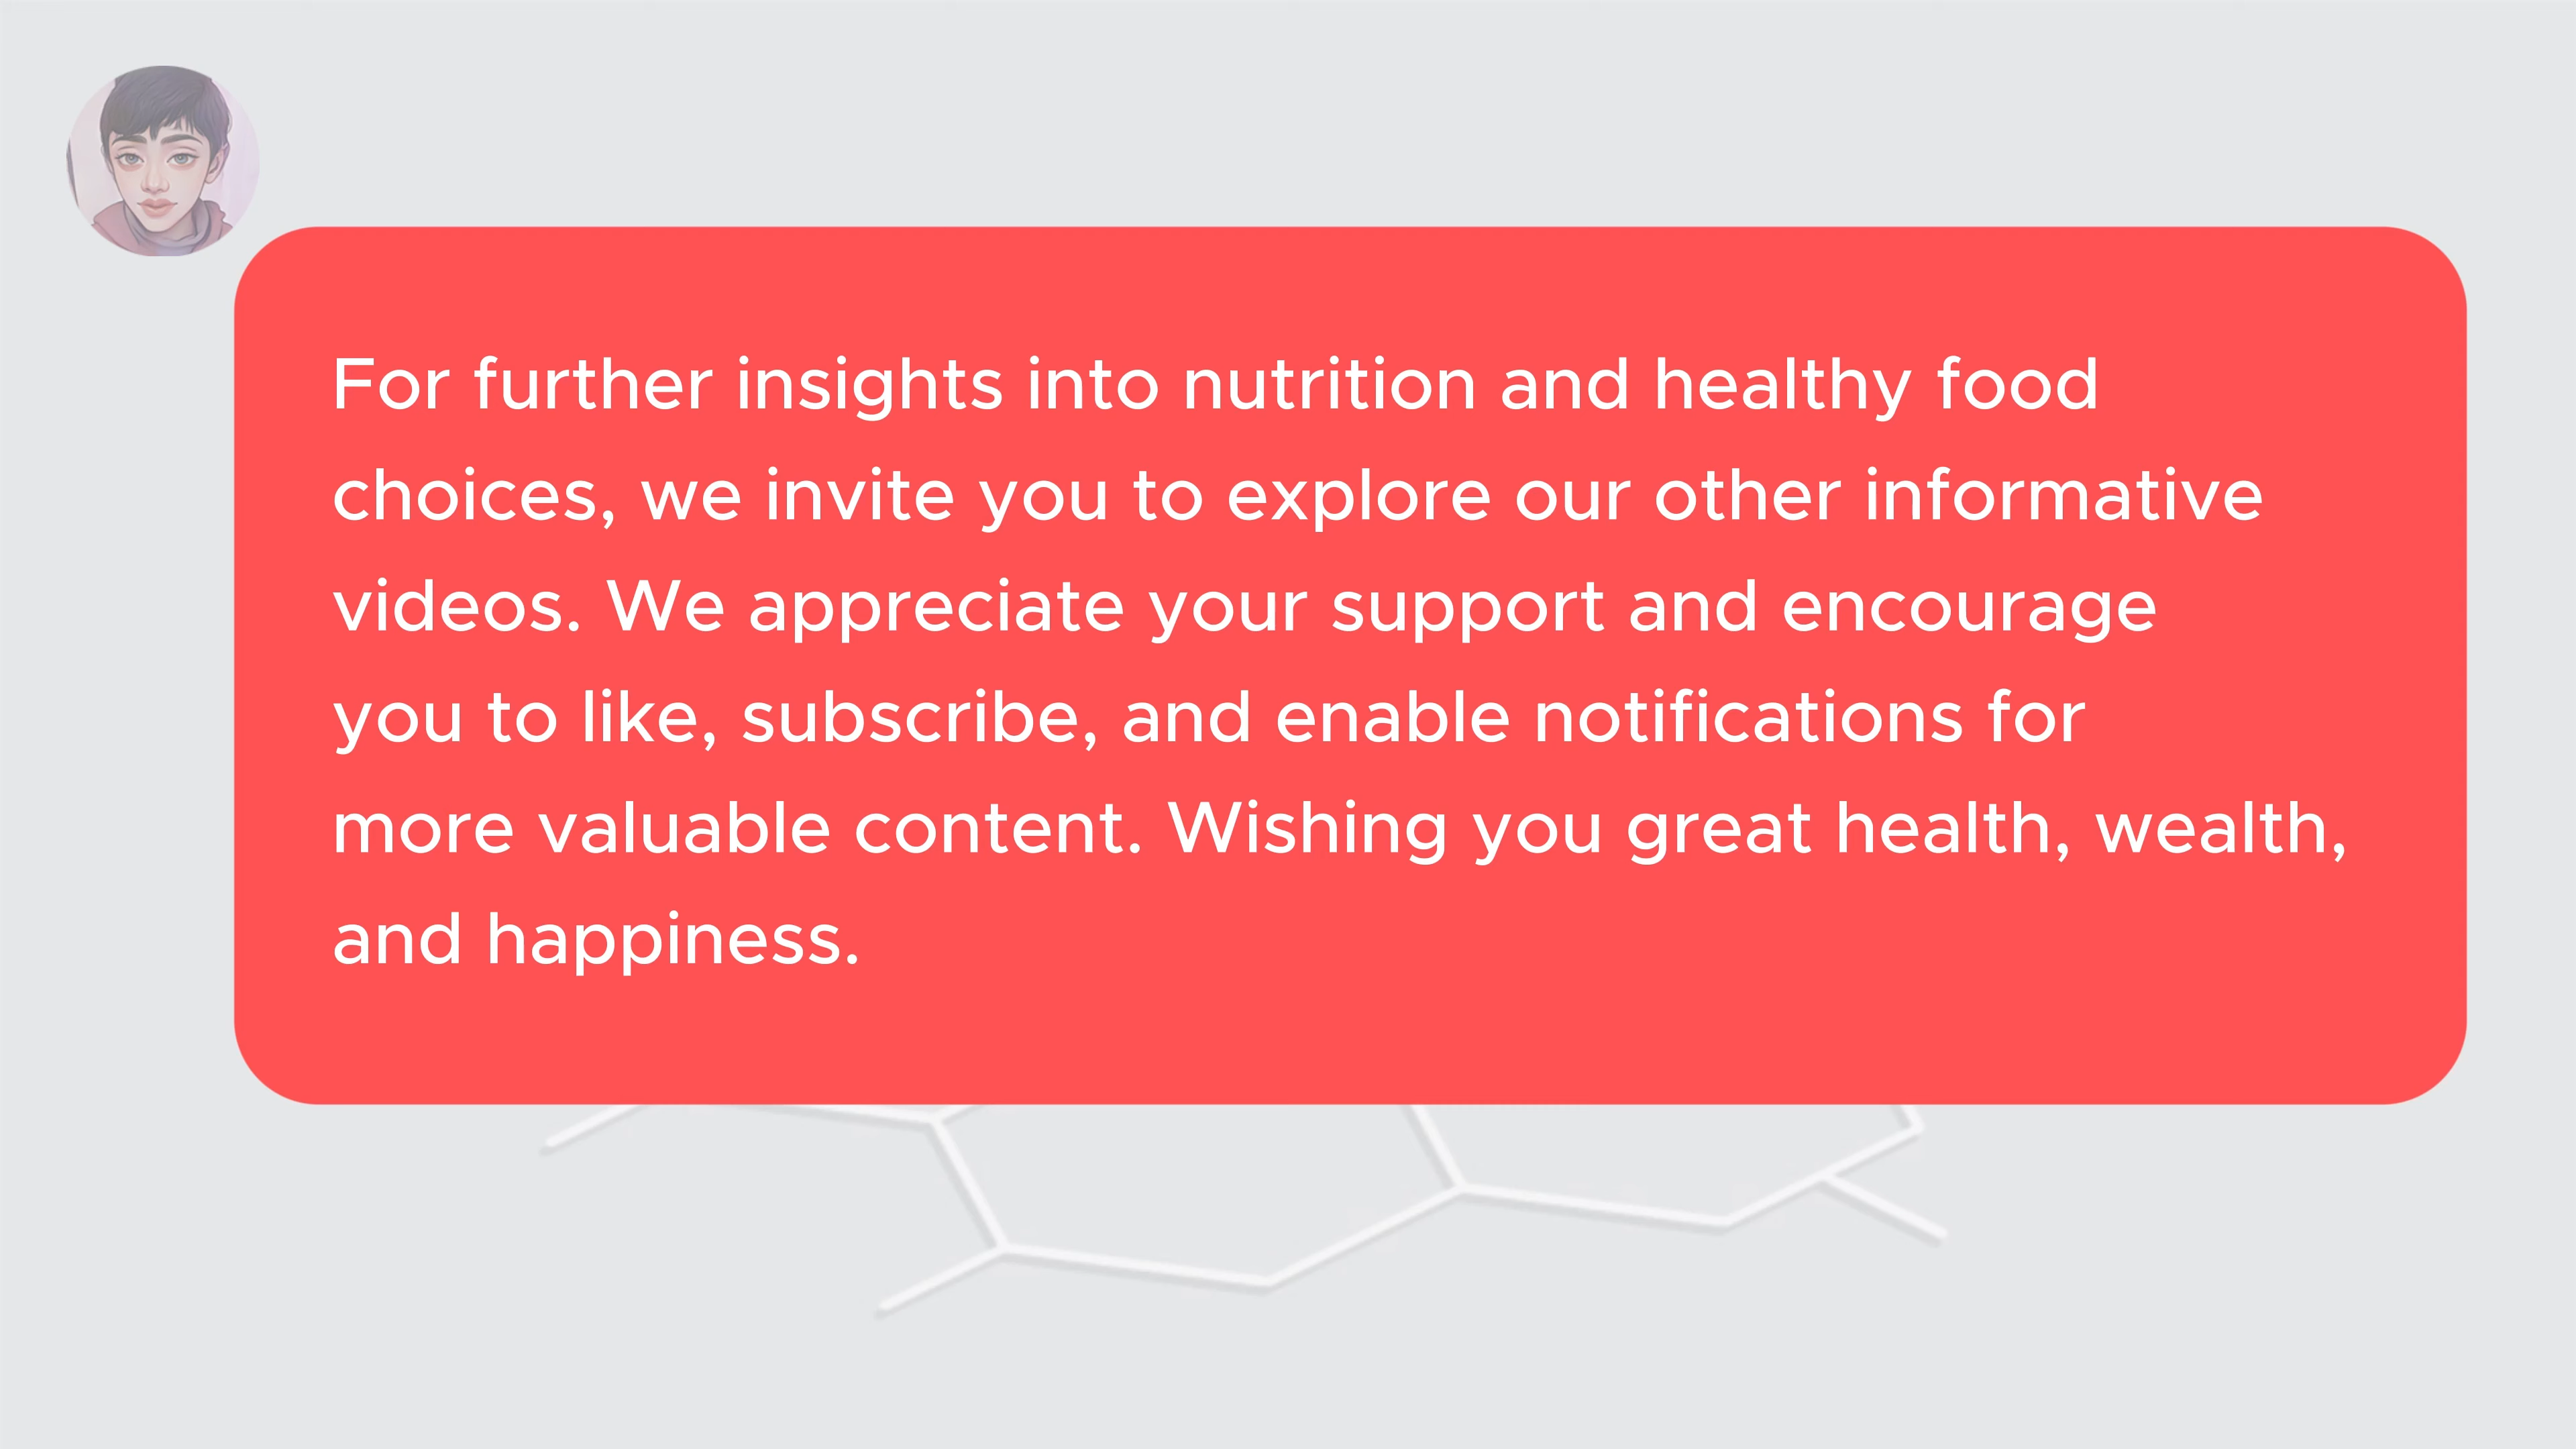 For further insights into nutrition and healthy food
choices, we invite you to explore our other informative
videos. We appreciate your support and encourage
you to like, subscribe, and enable notifications for
more valuable content. Wishing you great health, wealth,
and happiness.